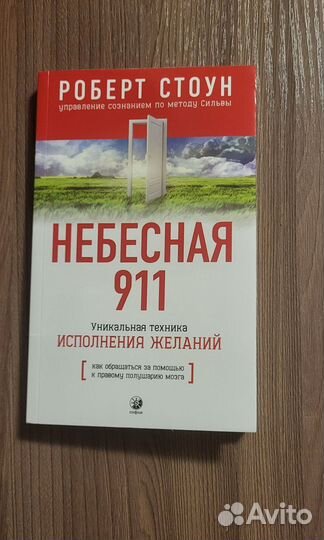 РОБЕРТ СТОУН
управление сознанием по методу Сильвы
НЕБЕСНАЯ
911
Уникальная техника
ИСПОЛНЕНИЯ ЖЕЛАНИЙ
[ как обращаться за помощью
к правому полушарию мозга ]
СОФИЯ
Avito